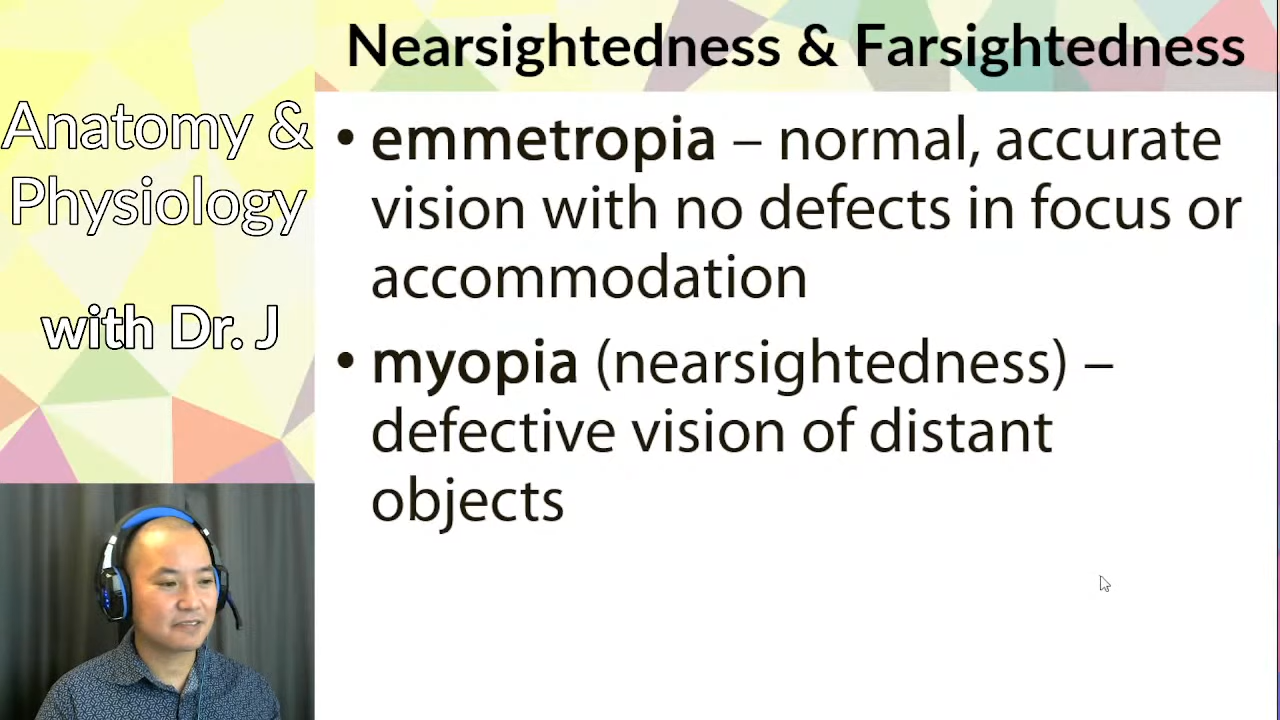 Nearsightedness & Farsightedness
Anatomy &
Physiology
with Dr. J
• emmetropia – normal, accurate
vision with no defects in focus or
accommodation
• myopia (nearsightedness) –
defective vision of distant
objects